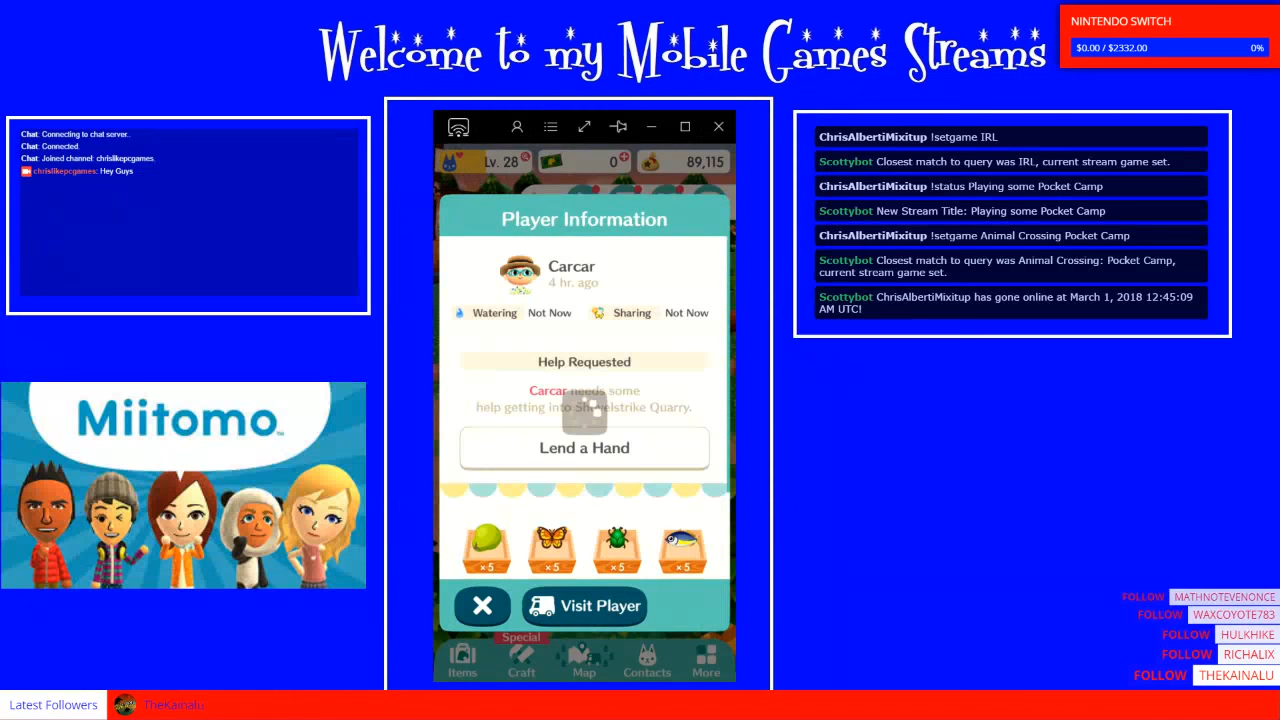 Welcome to my Mobile Games Streams
NINTENDO SWITCH
$0.00 / $2332.00 0%
Chat: Connecting to chat server..
Chat: Connected.
Chat: Joined channel: chrislikepcgames.
chrislikepcgames: Hey Guys
Miitomo™
Lv. 28 0 89,115
Player Information
Carcar
4 hr. ago
Watering Not Now Sharing Not Now
Help Requested
Carcar needs some
help getting into Shovelstrike Quarry.
Lend a Hand
×5 ×5 ×5 ×5
Visit Player
Special
Items Craft Map Contacts More
ChrisAlbertiMixitup !setgame IRL
Scottybot Closest match to query was IRL, current stream game set.
ChrisAlbertiMixitup !status Playing some Pocket Camp
Scottybot New Stream Title: Playing some Pocket Camp
ChrisAlbertiMixitup !setgame Animal Crossing Pocket Camp
Scottybot Closest match to query was Animal Crossing: Pocket Camp,
current stream game set.
Scottybot ChrisAlbertiMixitup has gone online at March 1, 2018 12:45:09
AM UTC!
FOLLOW MATHNOTEVENONCE
FOLLOW WAXCOYOTE783
FOLLOW HULKHIKE
FOLLOW RICHALIX
FOLLOW THEKAINALU
Latest Followers TheKainalu